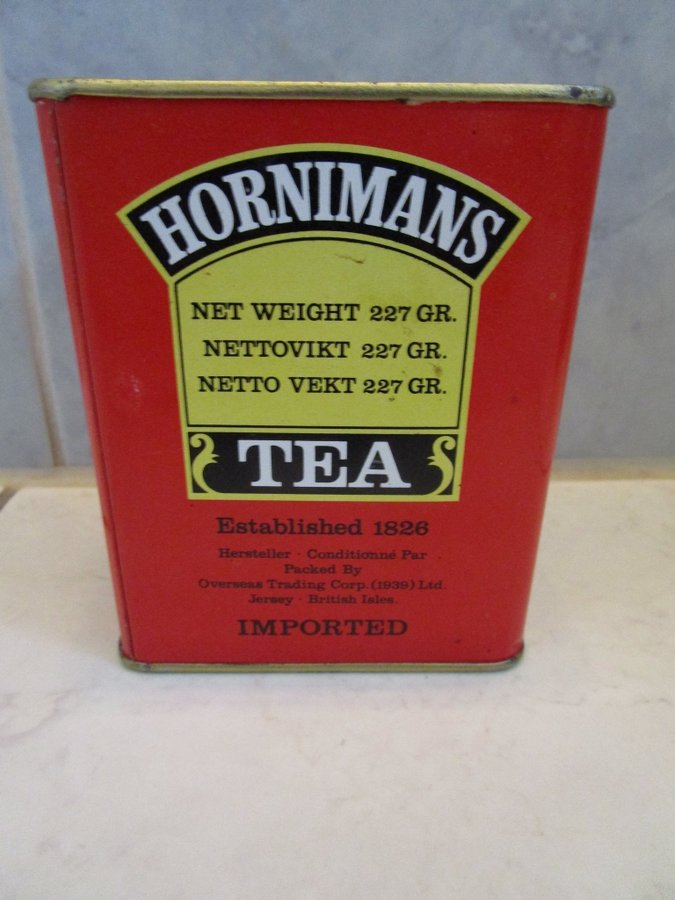 HORNIMANS
NET WEIGHT 227 GR.
NETTOVIKT 227 GR.
NETTO VEKT 227 GR.
TEA
Established 1826
Hersteller · Conditionné Par
Packed By
Overseas Trading Corp. (1939) Ltd.
Jersey · British Isles.
IMPORTED